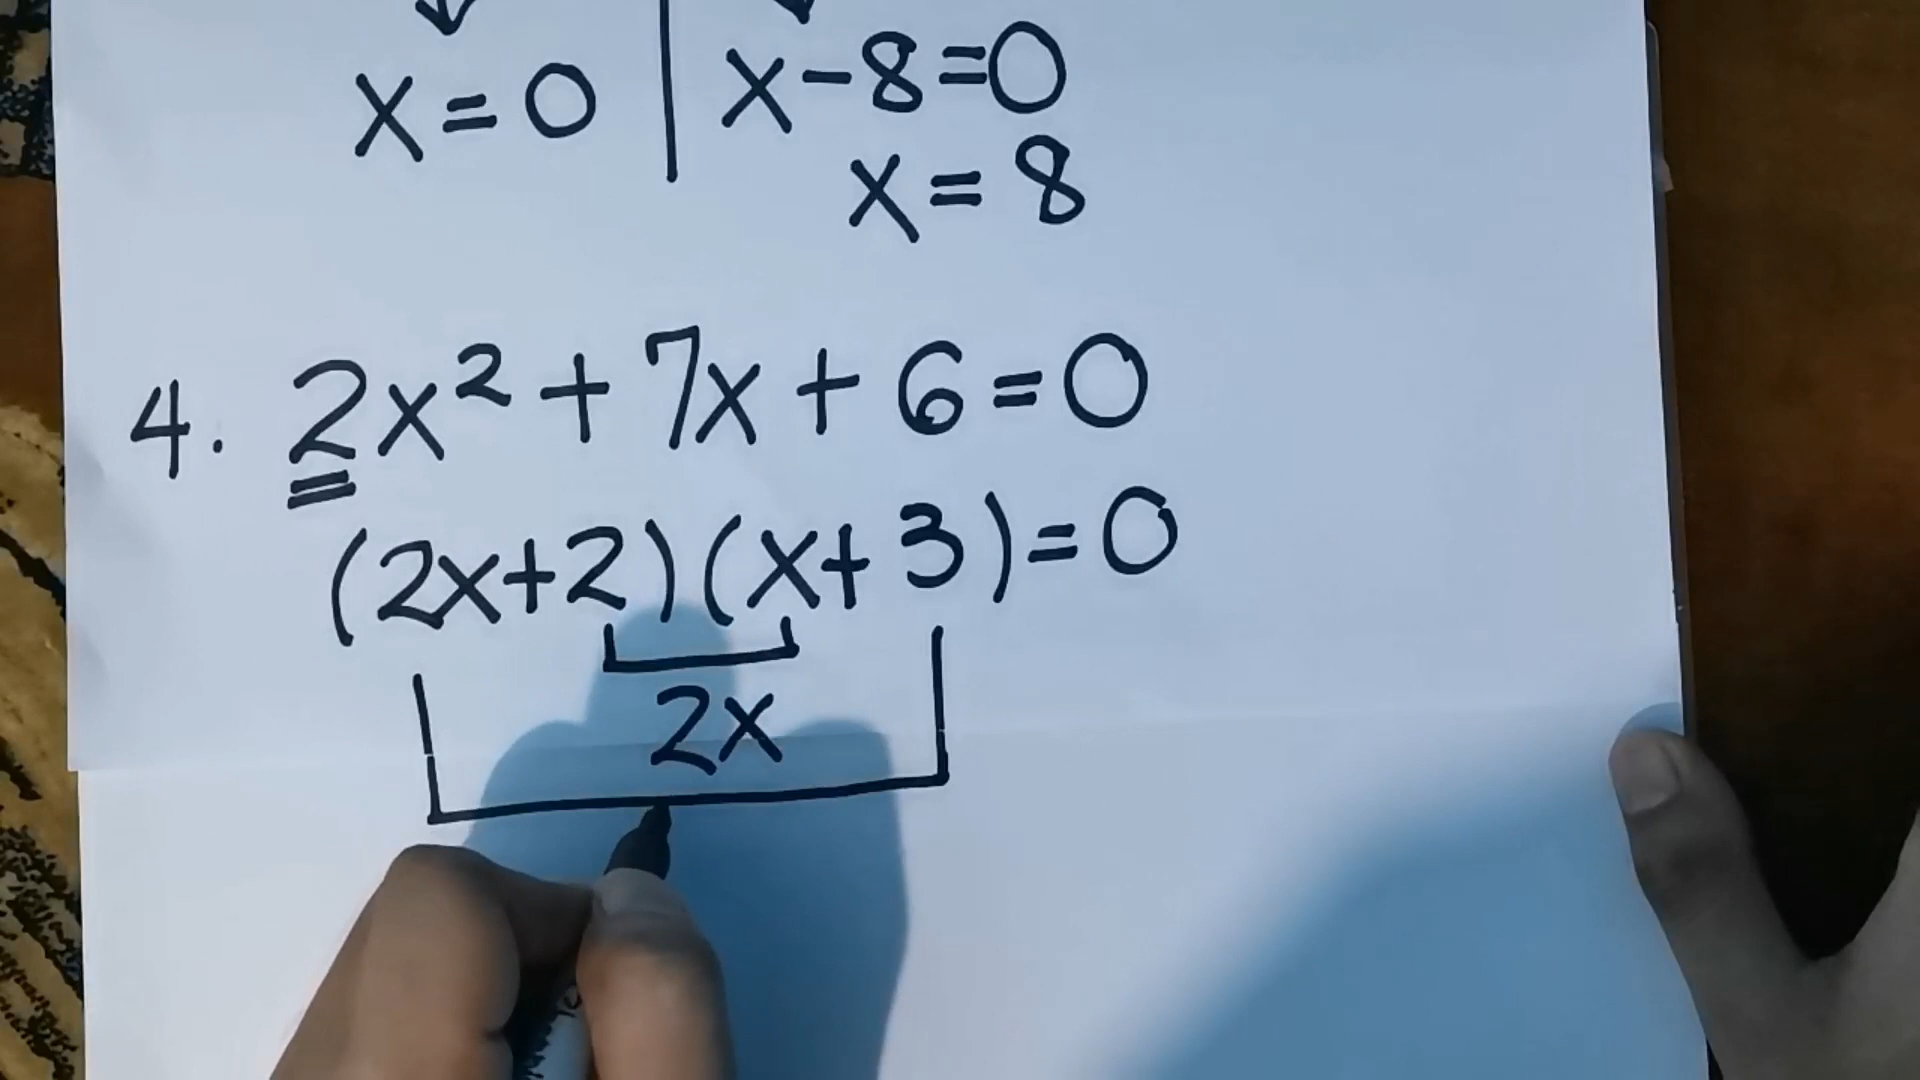 x=0 | x-8=0
x=8
4. 2x²+7x+6=0
(2x+2)(x+3)=0
2x